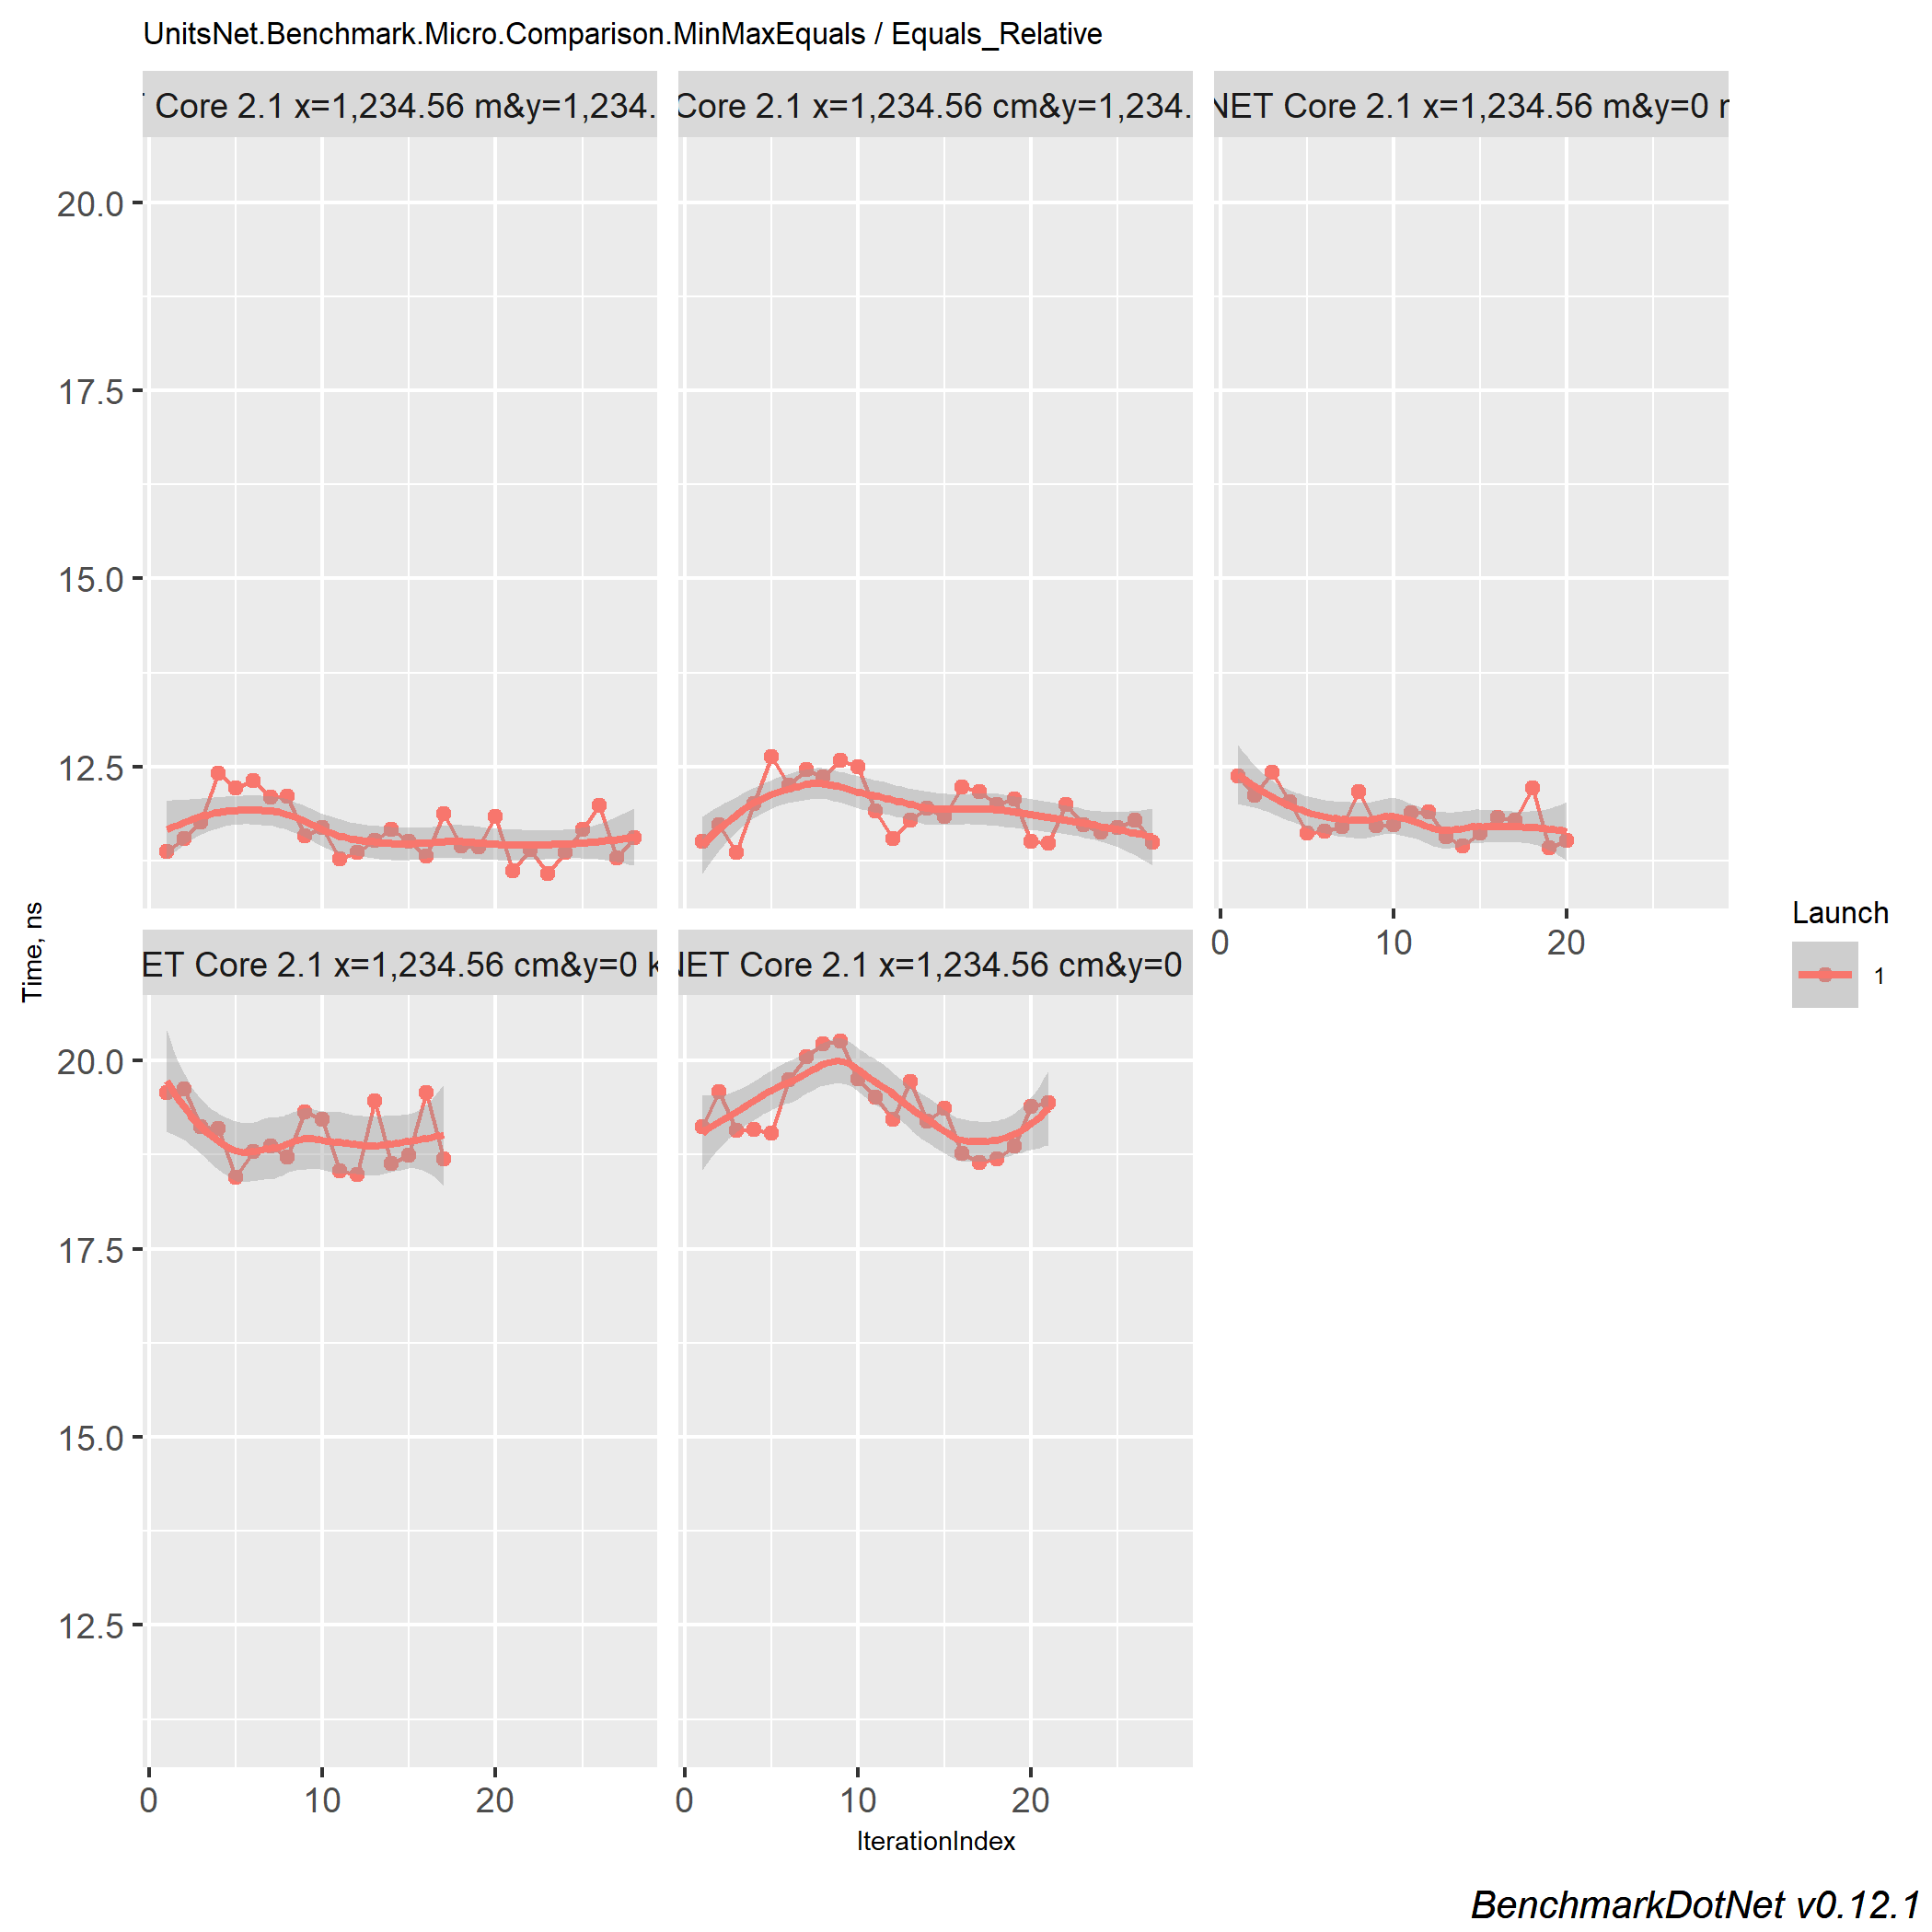 UnitsNet.Benchmark.Micro.Comparison.MinMaxEquals / Equals_Relative
Core 2.1 x=1,234.56 m&y=1,234.
Core 2.1 x=1,234.56 cm&y=1,234.
NET Core 2.1 x=1,234.56 m&y=0
20.0
17.5
15.0
12.5
0 10 20
ET Core 2.1 x=1,234.56 cm&y=0 k
NET Core 2.1 x=1,234.56 cm&y=0
20.0
17.5
15.0
12.5
0 10 20
0 10 20
Time, ns
IterationIndex
Launch
1
BenchmarkDotNet v0.12.1